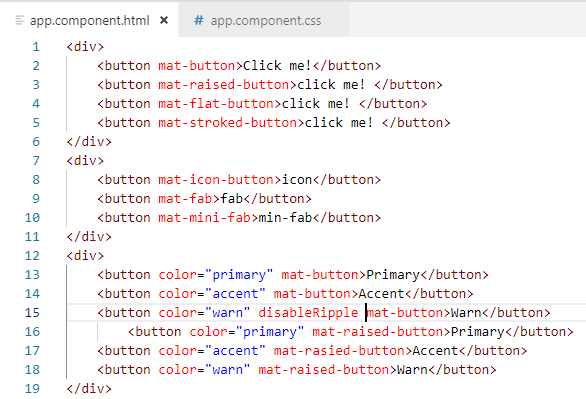 app.component.html × # app.component.css
1 <div>
2 <button mat-button>Click me!</button>
3 <button mat-raised-button>click me! </button>
4 <button mat-flat-button>click me! </button>
5 <button mat-stroked-button>click me! </button>
6 </div>
7 <div>
8 <button mat-icon-button>icon</button>
9 <button mat-fab>fab</button>
10 <button mat-mini-fab>min-fab</button>
11 </div>
12 <div>
13 <button color="primary" mat-button>Primary</button>
14 <button color="accent" mat-button>Accent</button>
15 <button color="warn" disableRipple mat-button>Warn</button>
16 <button color="primary" mat-raised-button>Primary</button>
17 <button color="accent" mat-rasied-button>Accent</button>
18 <button color="warn" mat-raised-button>Warn</button>
19 </div>